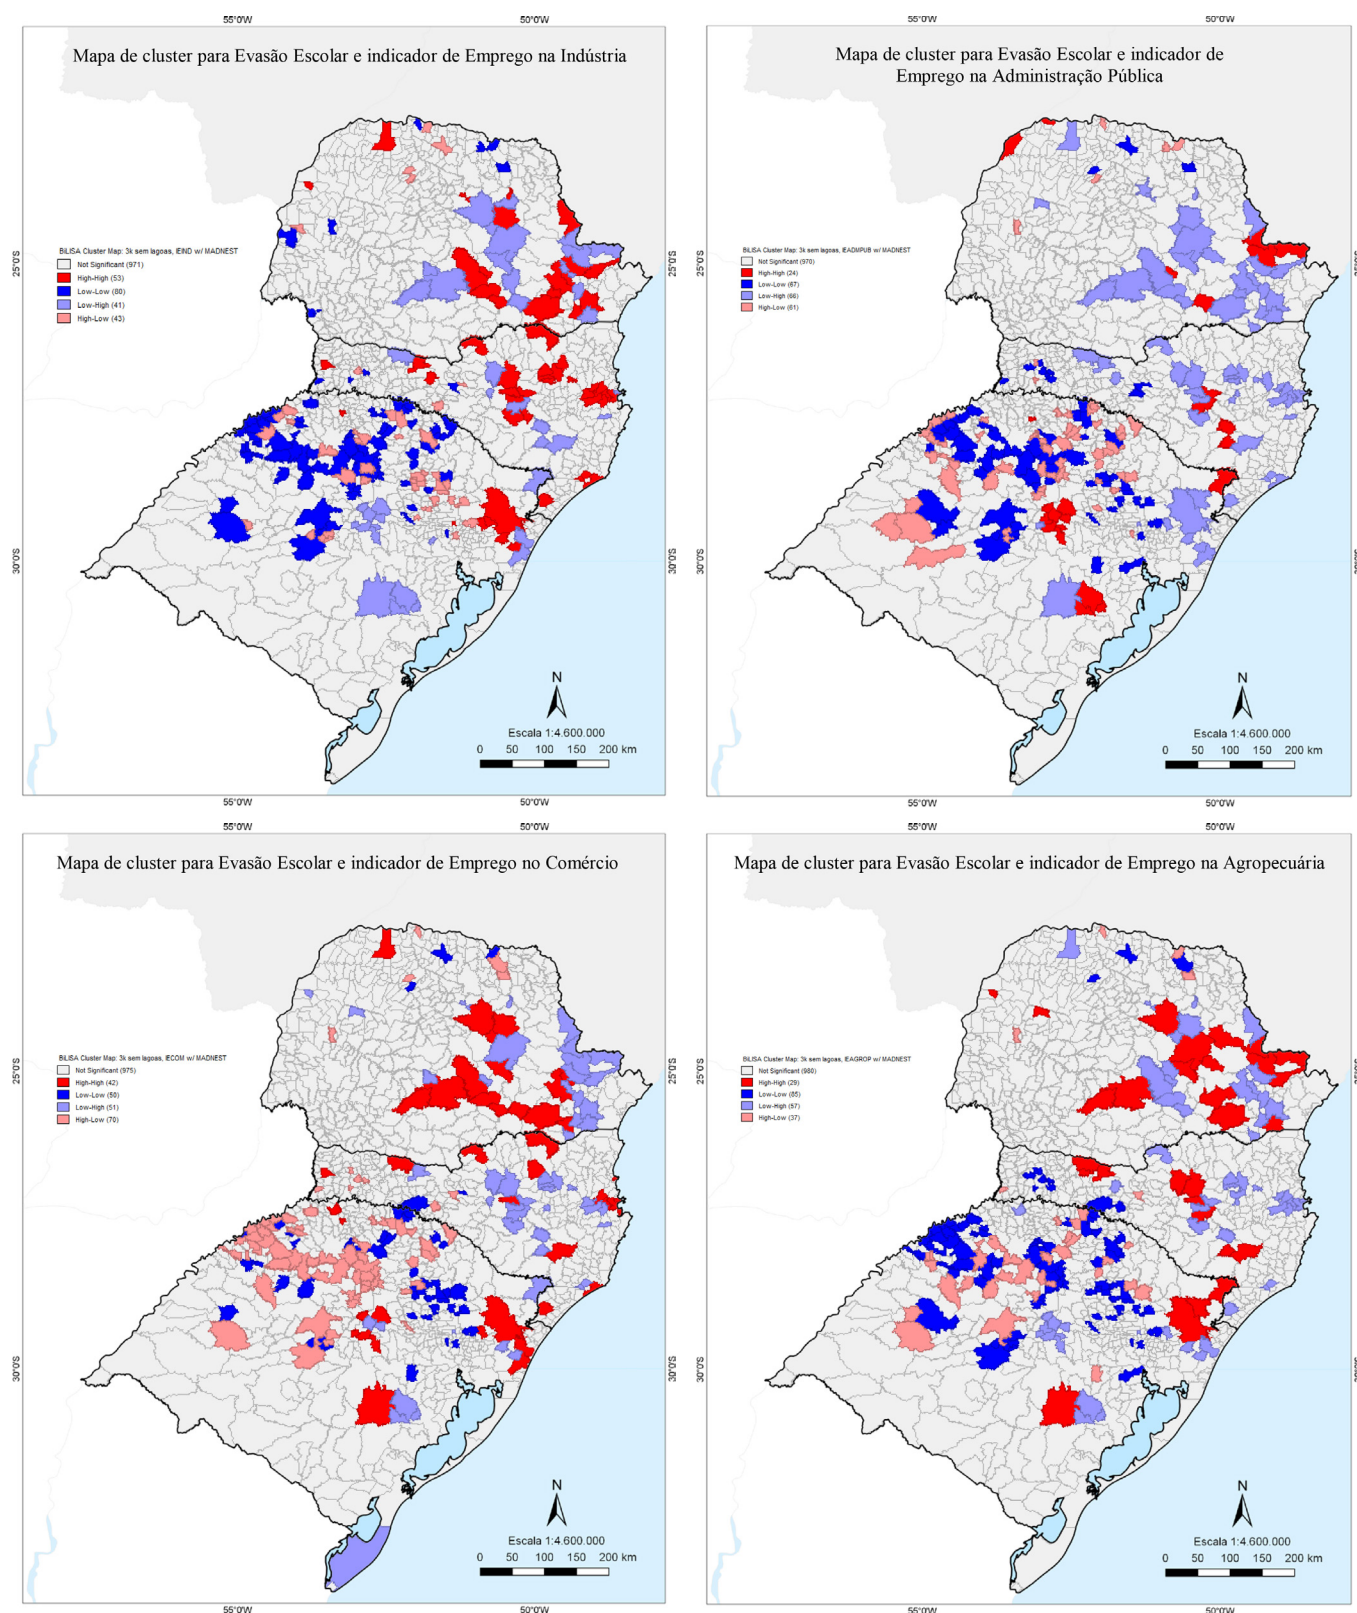 55°0'W 50°0'W
Mapa de cluster para Evasão Escolar e indicador de Emprego na Indústria
25°0'S
BiLISA Cluster Map: 3k sem lagoas, IEIND w/ MADNEST
Not Significant (971)
High-High (53)
Low-Low (80)
Low-High (41)
High-Low (43)
30°0'S
N
Escala 1:4.600.000
0 50 100 150 200 km
55°0'W 50°0'W
55°0'W 50°0'W
Mapa de cluster para Evasão Escolar e indicador de
Emprego na Administração Pública
25°0'S
BiLISA Cluster Map: 3k sem lagoas, IEADMPUB w/ MADNEST
Not Significant (970)
High-High (24)
Low-Low (67)
Low-High (66)
High-Low (61)
30°0'S
N
Escala 1:4.600.000
0 50 100 150 200 km
55°0'W 50°0'W
Mapa de cluster para Evasão Escolar e indicador de Emprego no Comércio
25°0'S
BiLISA Cluster Map: 3k sem lagoas, IECOM w/ MADNEST
Not Significant (975)
High-High (42)
Low-Low (50)
Low-High (51)
High-Low (70)
30°0'S
N
Escala 1:4.600.000
0 50 100 150 200 km
55°0'W 50°0'W
Mapa de cluster para Evasão Escolar e indicador de Emprego na Agropecuária
25°0'S
BiLISA Cluster Map: 3k sem lagoas, IEAGROP w/ MADNEST
Not Significant (980)
High-High (29)
Low-Low (85)
Low-High (57)
High-Low (37)
30°0'S
N
Escala 1:4.600.000
0 50 100 150 200 km
55°0'W 50°0'W